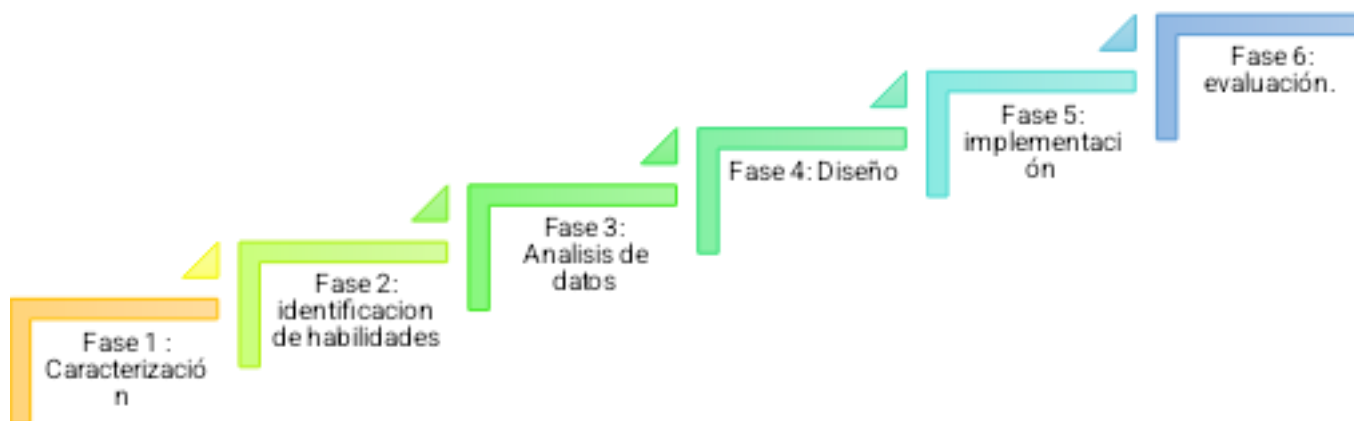 Fase 1 :
Caracterizació
n
Fase 2:
identificacion
de habilidades
Fase 3:
Analisis de
datos
Fase 4: Diseño
Fase 5:
implementaci
ón
Fase 6:
evaluación.